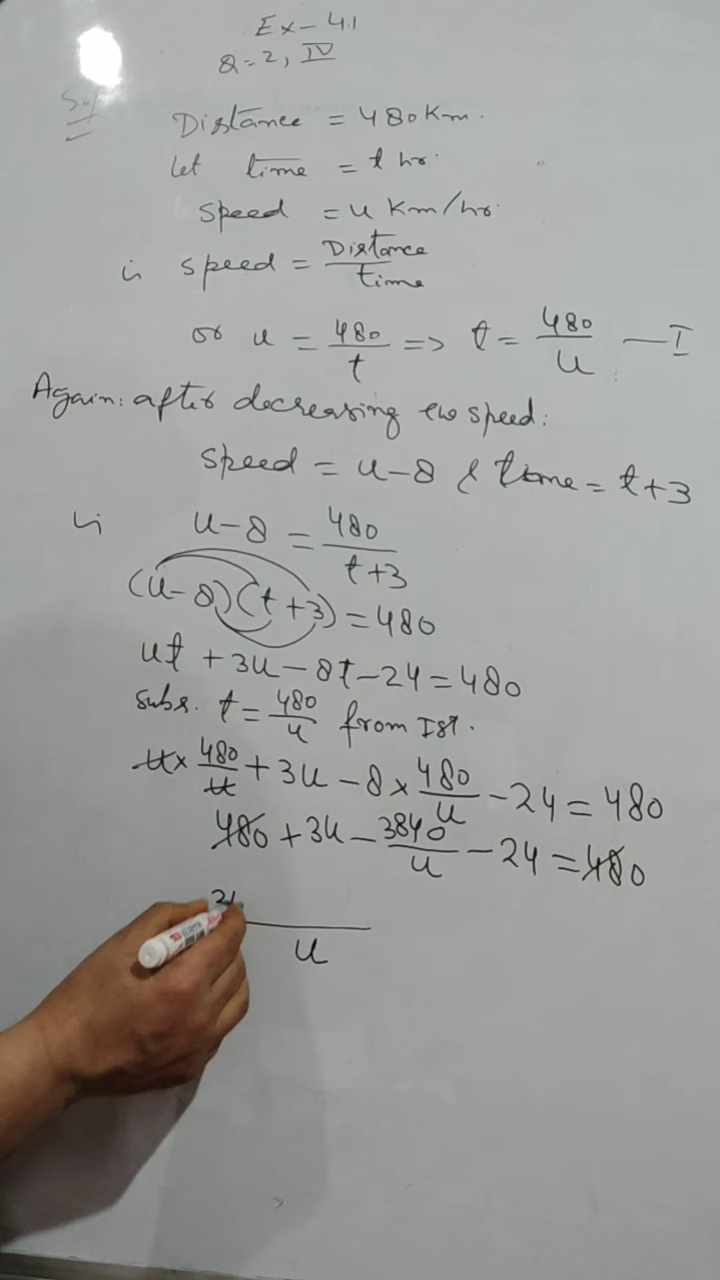 Ex-4.1
Q=2, IV
Sol
Distance = 480 Km.
Let time = t hr.
Speed = u Km/hr.
Speed = Distance/time
or u = 480/t => t = 480/u — I
Again: after decreasing the speed:
Speed = u-8 & time = t+3
u-8 = 480/t+3
(u-8)(t+3) = 480
ut + 3u - 8t - 24 = 480
Subs. t = 480/u from Ist.
u × 480/u + 3u - 8 × 480/u - 24 = 480
480 + 3u - 3840/u - 24 = 480
u